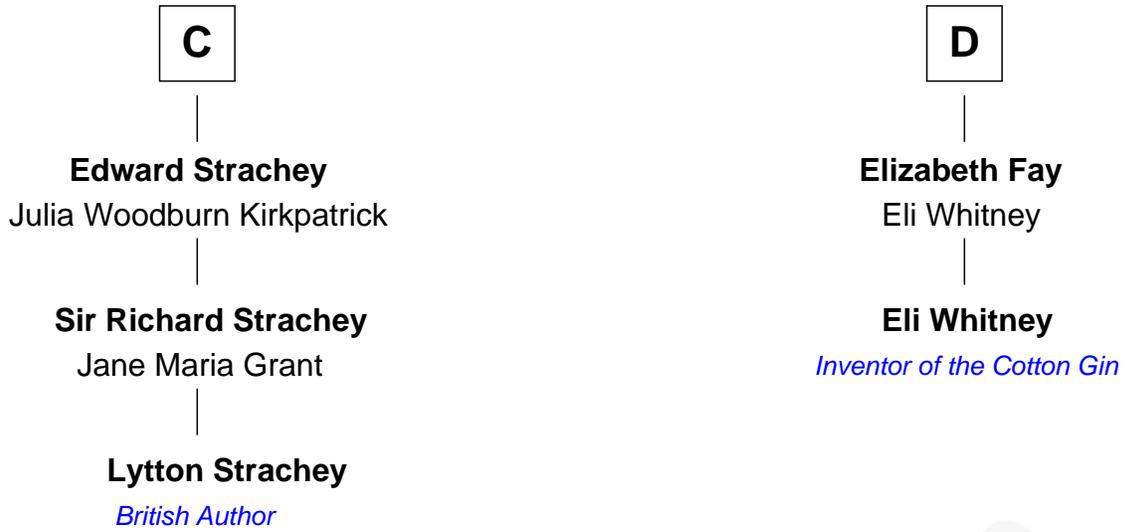 C
Edward Strachey
Julia Woodburn Kirkpatrick
Sir Richard Strachey
Jane Maria Grant
Lytton Strachey
British Author
D
Elizabeth Fay
Eli Whitney
Eli Whitney
Inventor of the Cotton Gin